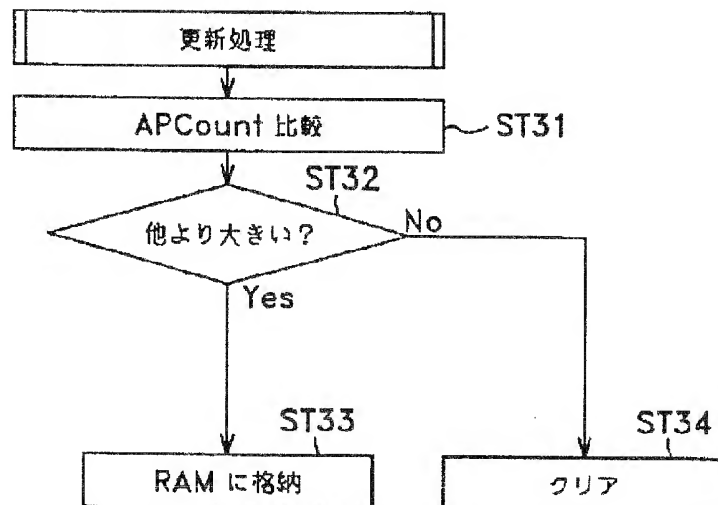 更新処理
APCount 比較
ST31
ST32
他より大きい?
No
Yes
ST33
ST34
RAM に格納
クリア